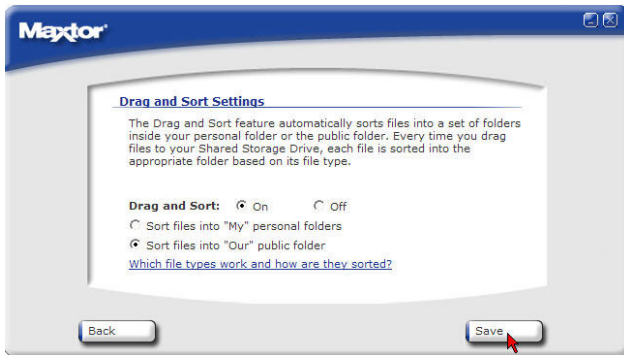 Maxtor
Drag and Sort Settings
The Drag and Sort feature automatically sorts files into a set of folders
inside your personal folder or the public folder. Every time you drag
files to your Shared Storage Drive, each file is sorted into the
appropriate folder based on its file type.
Drag and Sort: On Off
Sort files into "My" personal folders
Sort files into "Our" public folder
Which file types work and how are they sorted?
Back Save